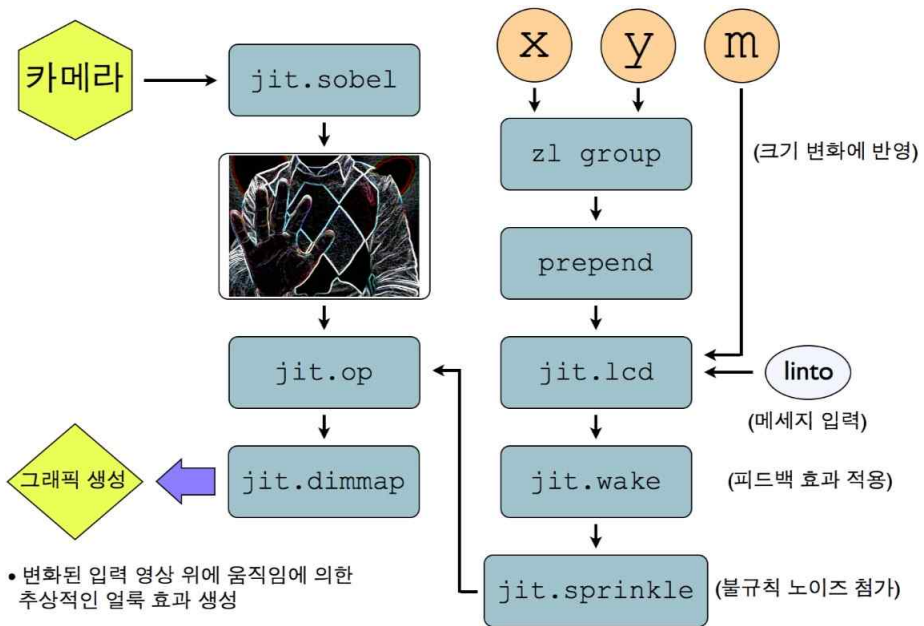 카메라
jit.sobel
x
y
m
zl group
(크기 변화에 반영)
prepend
jit.op
jit.lcd
linto
(메세지 입력)
그래픽 생성
jit.dimmap
jit.wake
(피드백 효과 적용)
• 변화된 입력 영상 위에 움직임에 의한
추상적인 얼룩 효과 생성
jit.sprinkle
(불규칙 노이즈 첨가)